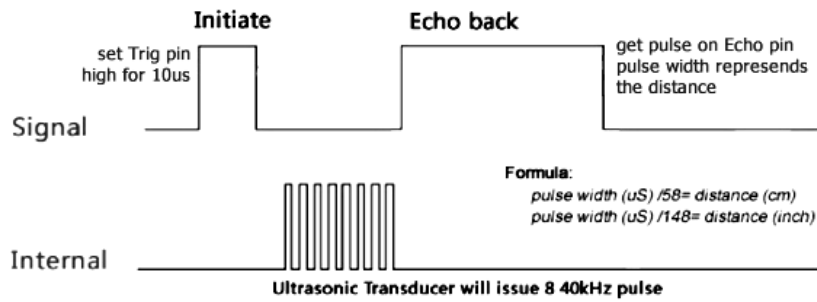 Initiate
Echo back
set Trig pin
high for 10us
get pulse on Echo pin
pulse width represends
the distance
Signal
Formula:
pulse width (uS) /58= distance (cm)
pulse width (uS) /148= distance (inch)
Internal
Ultrasonic Transducer will issue 8 40kHz pulse